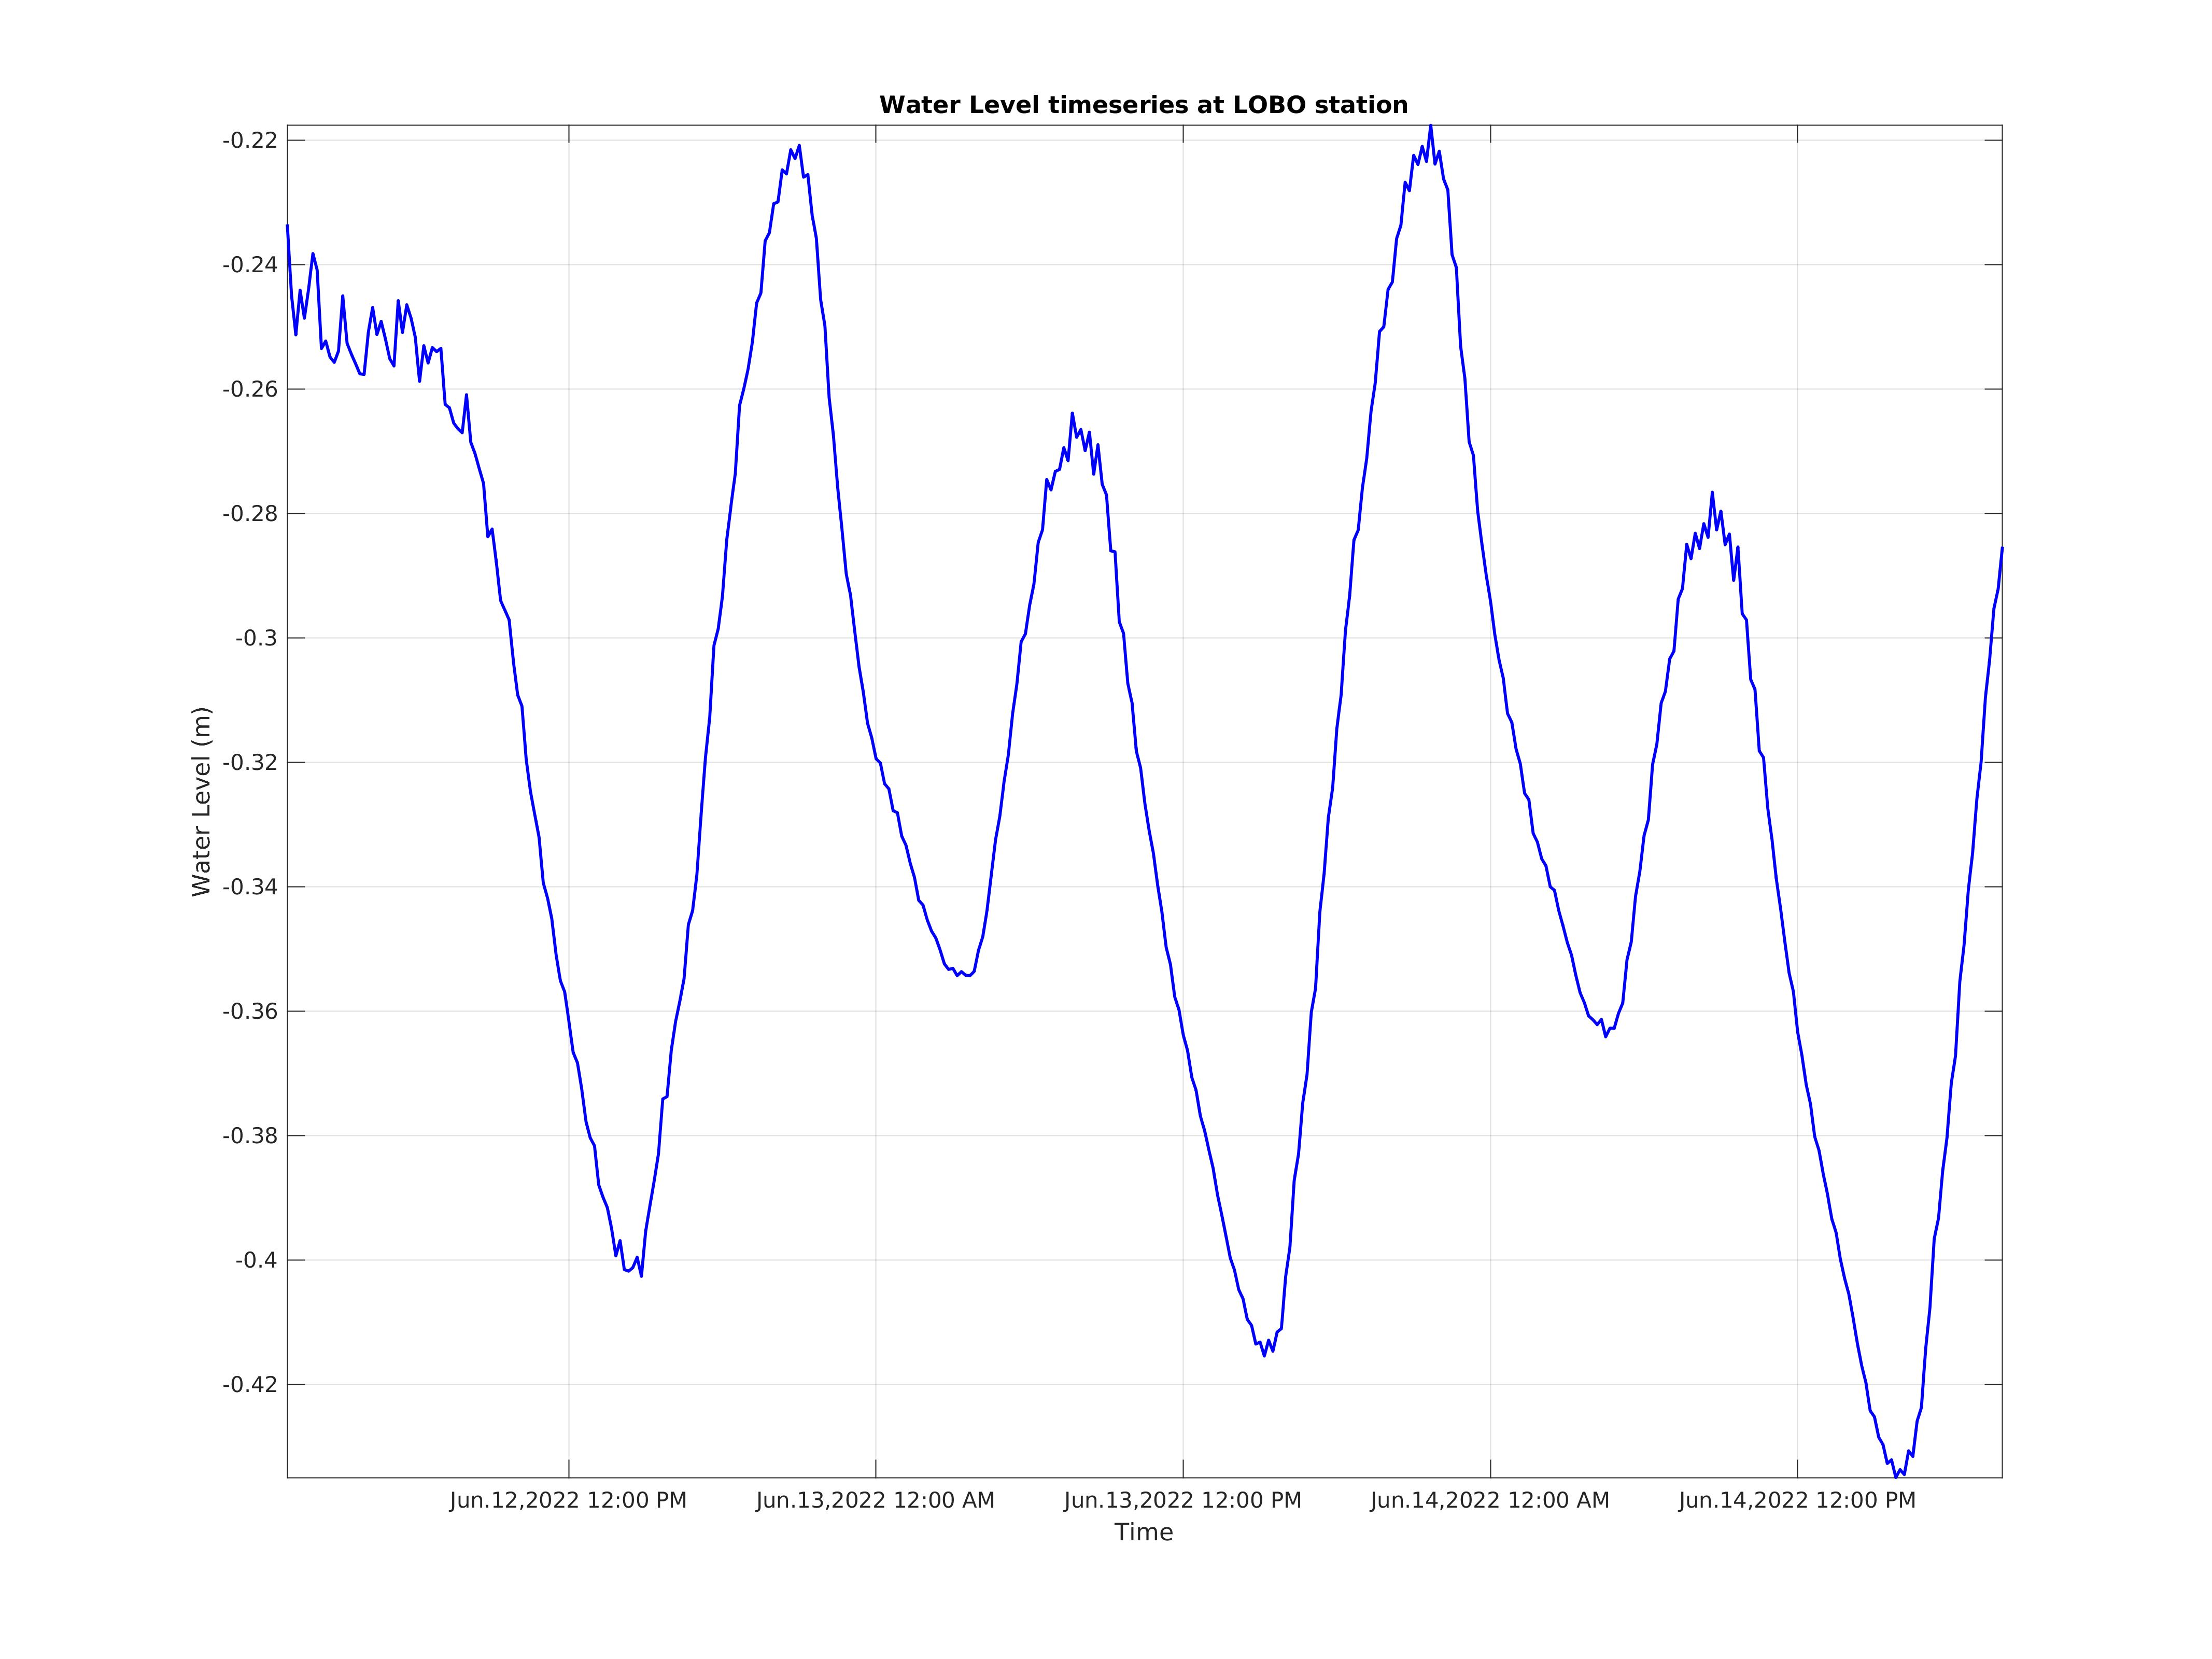 Water Level timeseries at LOBO station
-0.22
-0.24
-0.26
-0.28
-0.3
-0.32
-0.34
-0.36
-0.38
-0.4
-0.42
Water Level (m)
Jun.12,2022 12:00 PM
Jun.13,2022 12:00 AM
Jun.13,2022 12:00 PM
Jun.14,2022 12:00 AM
Jun.14,2022 12:00 PM
Time